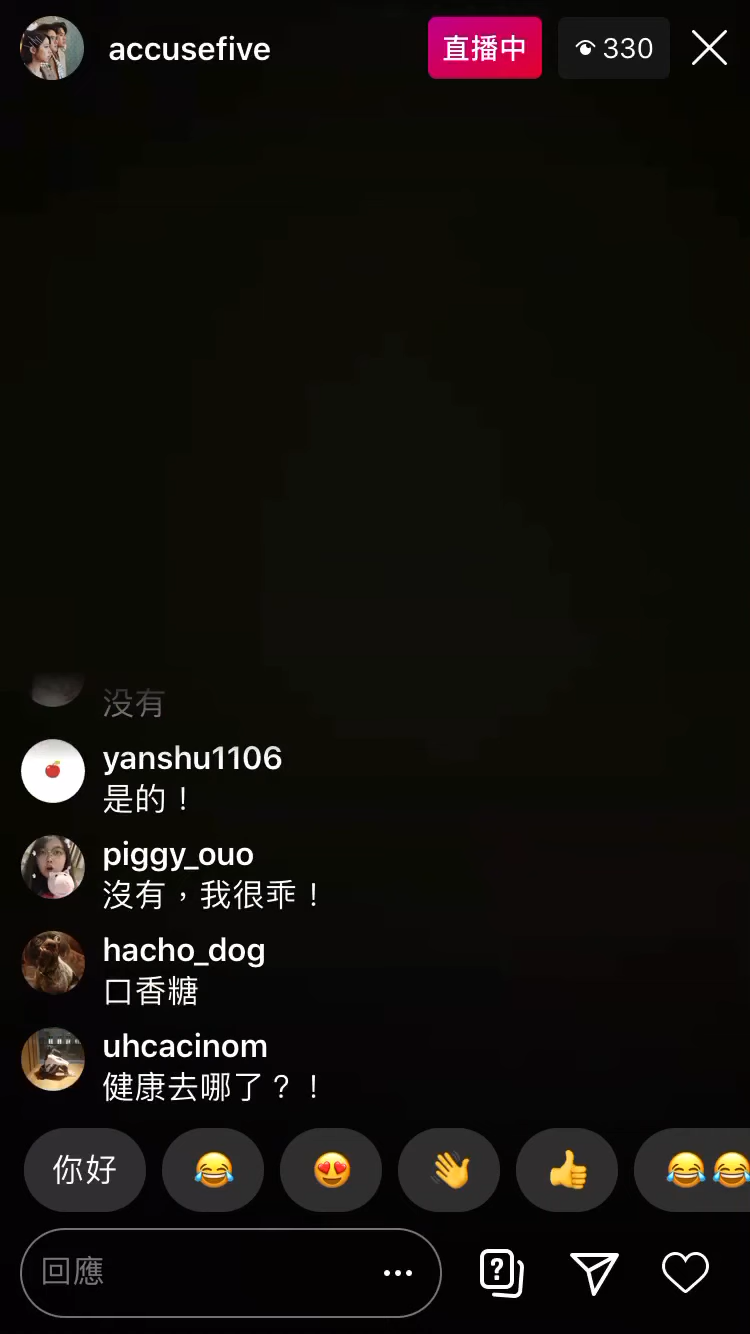 accusefive
直播中
330
没有
yanshu1106
是的！
piggy_ouo
沒有，我很乖！
hacho_dog
口香糖
uhcacinom
健康去哪了？！
你好
回應